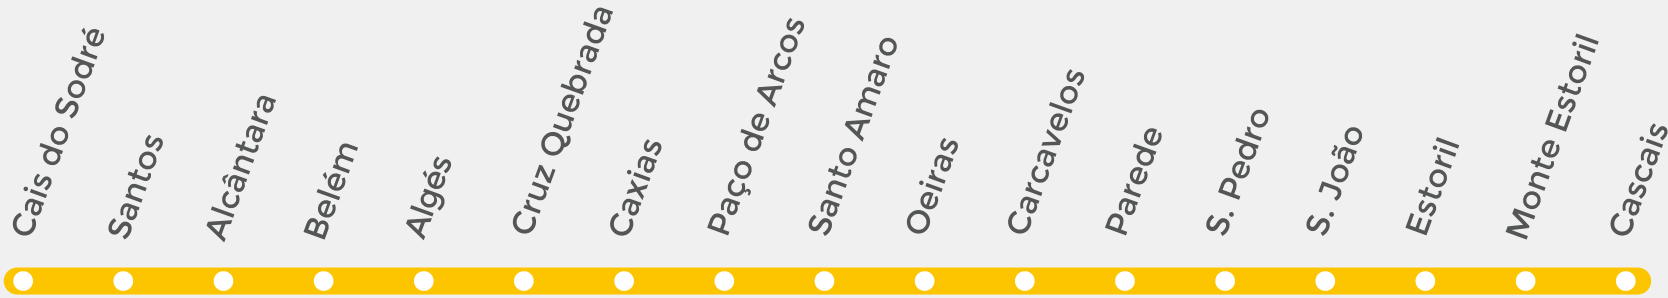 Cais do Sodré
Santos
Alcântara
Belém
Algés
Cruz Quebrada
Caxias
Paço de Arcos
Santo Amaro
Oeiras
Carcavelos
Parede
S. Pedro
S. João
Estoril
Monte Estoril
Cascais